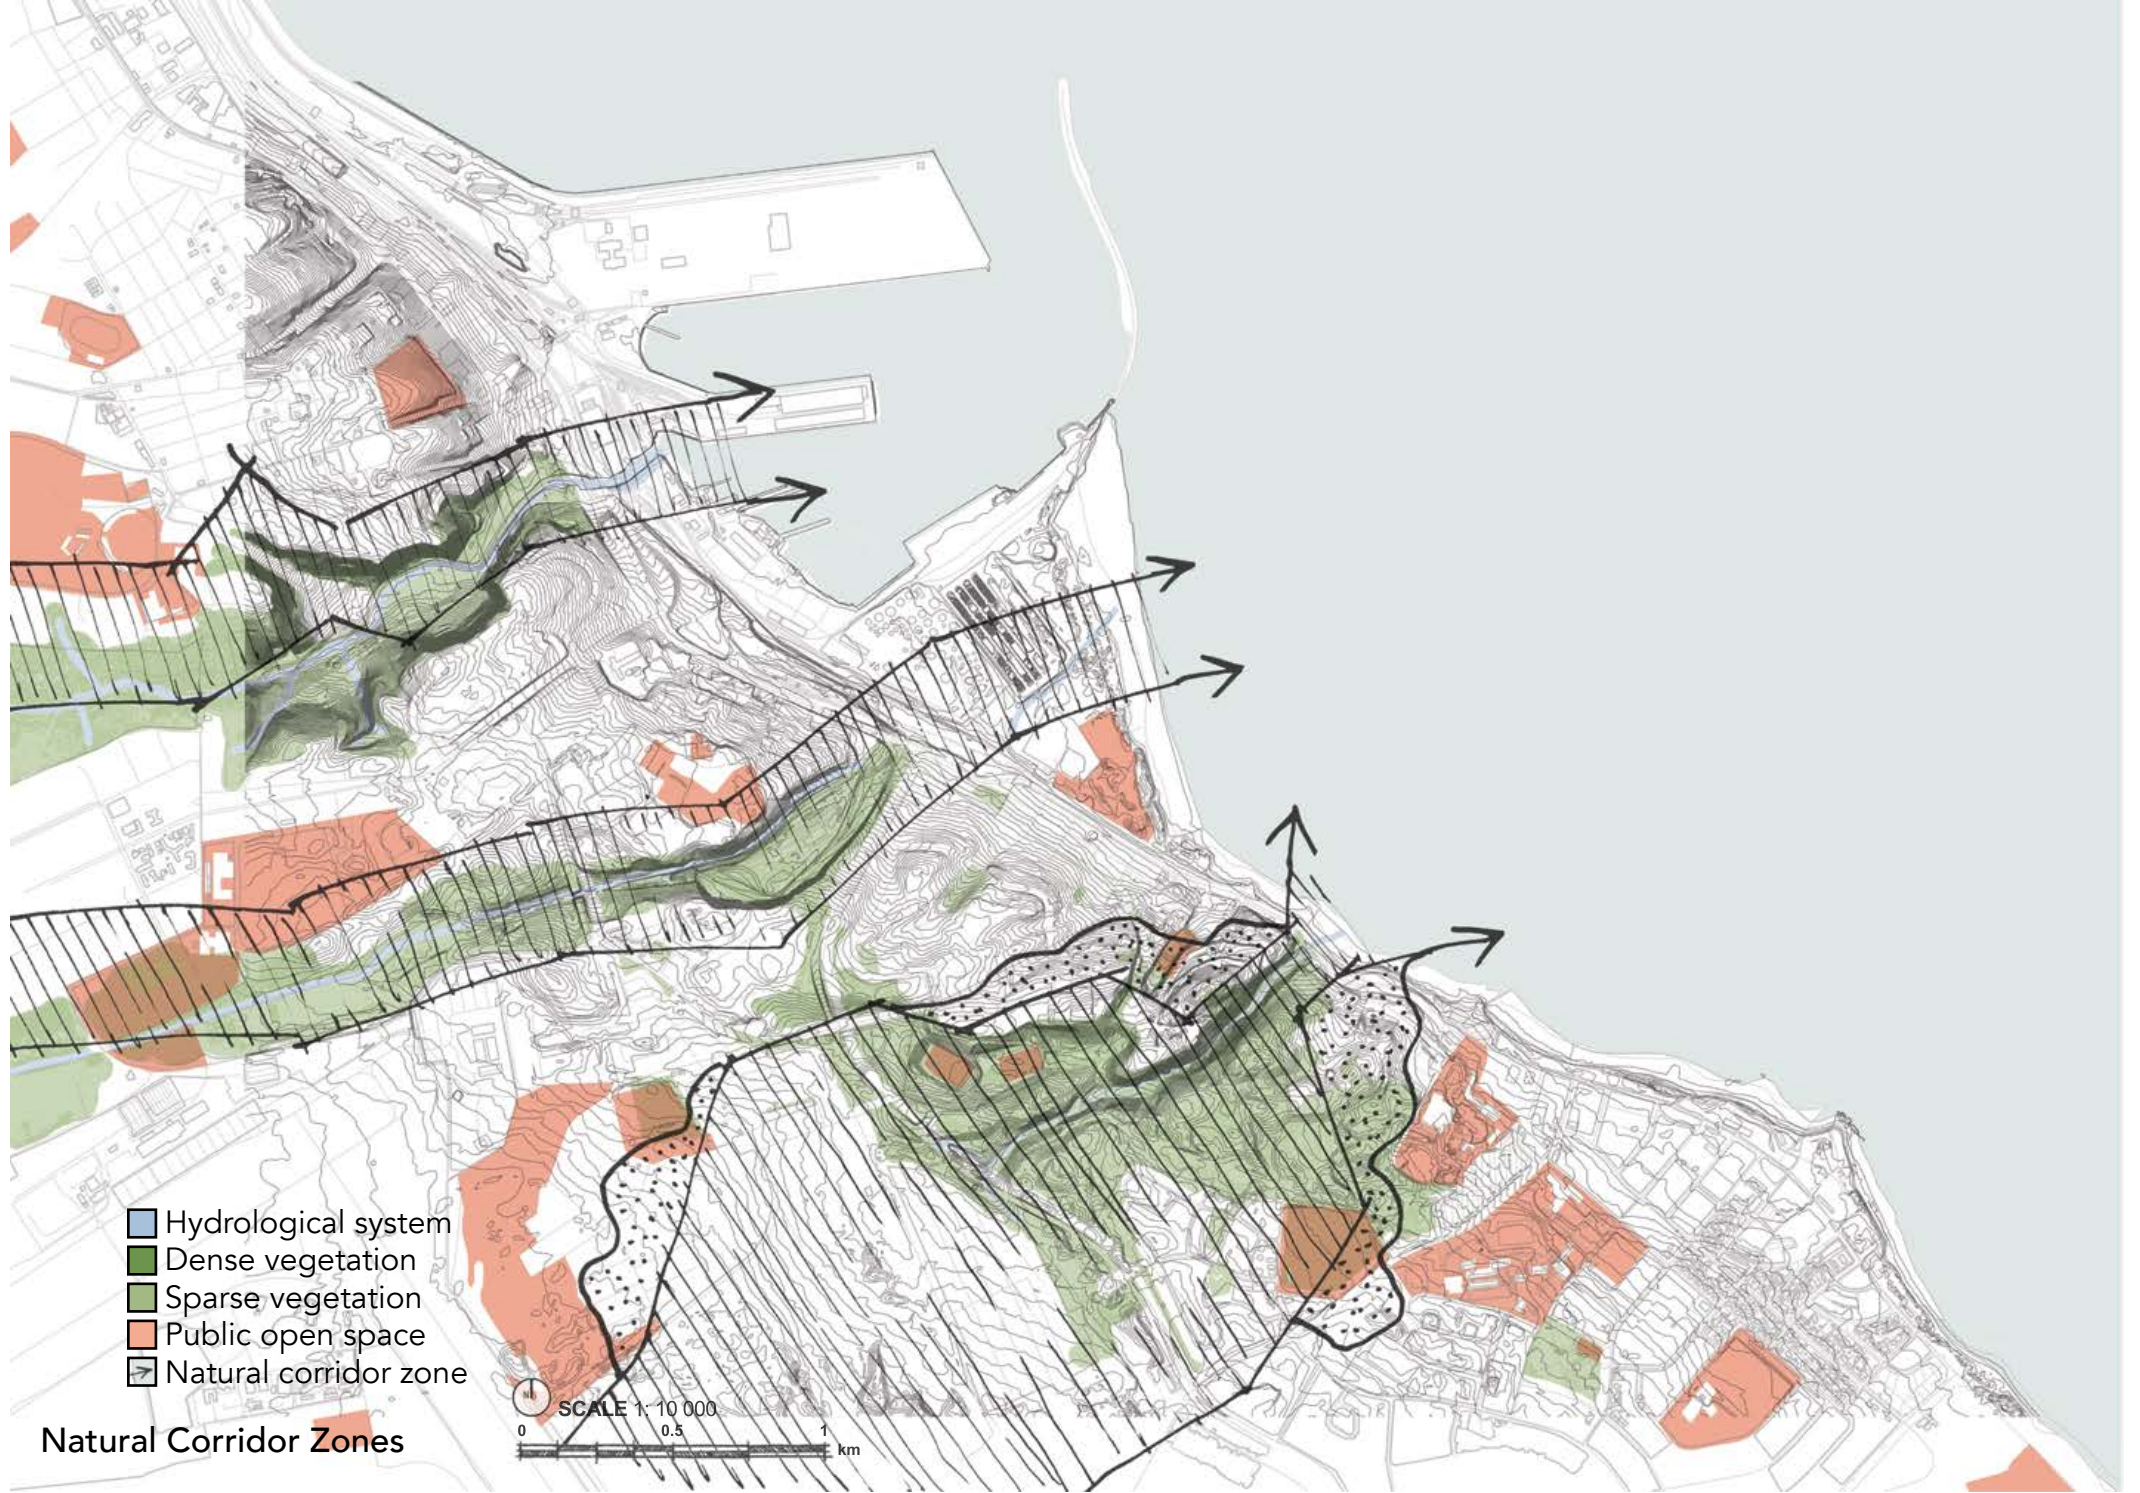 Hydrological system
Dense vegetation
Sparse vegetation
Public open space
Natural corridor zone
Natural Corridor Zones
N
SCALE 1: 10 000
0 0.5 1
km